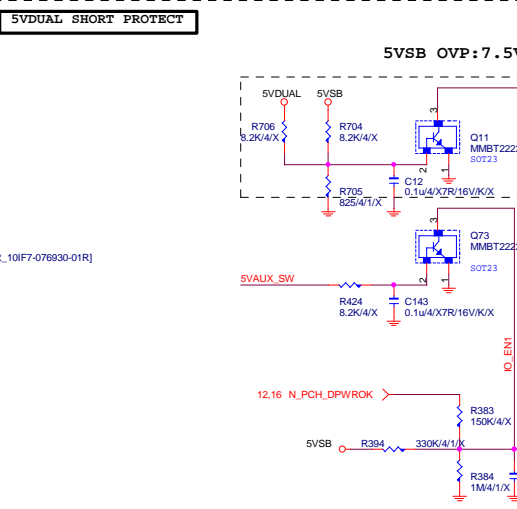 5VDUAL SHORT PROTECT
5VSB OVP:7.5V
5VDUAL
5VSB
R706
8.2K/4/X
R704
8.2K/4/X
3
Q11
MMBT222
SOT23
2
1
R705
825/4/1/X
C12
0.1u/4/X7R/16V/K/X
3
Q73
MMBT222
SOT23
R_10IF7-076930-01R]
5VAUX_SW
2
1
R424
8.2K/4/X
C143
0.1u/4/X7R/16V/K/X
IO_EN1
12,16 N_PCH_DPWROK
R383
150K/4/X
5VSB
R394
330K/4/1/X
R384
1M/4/1/X